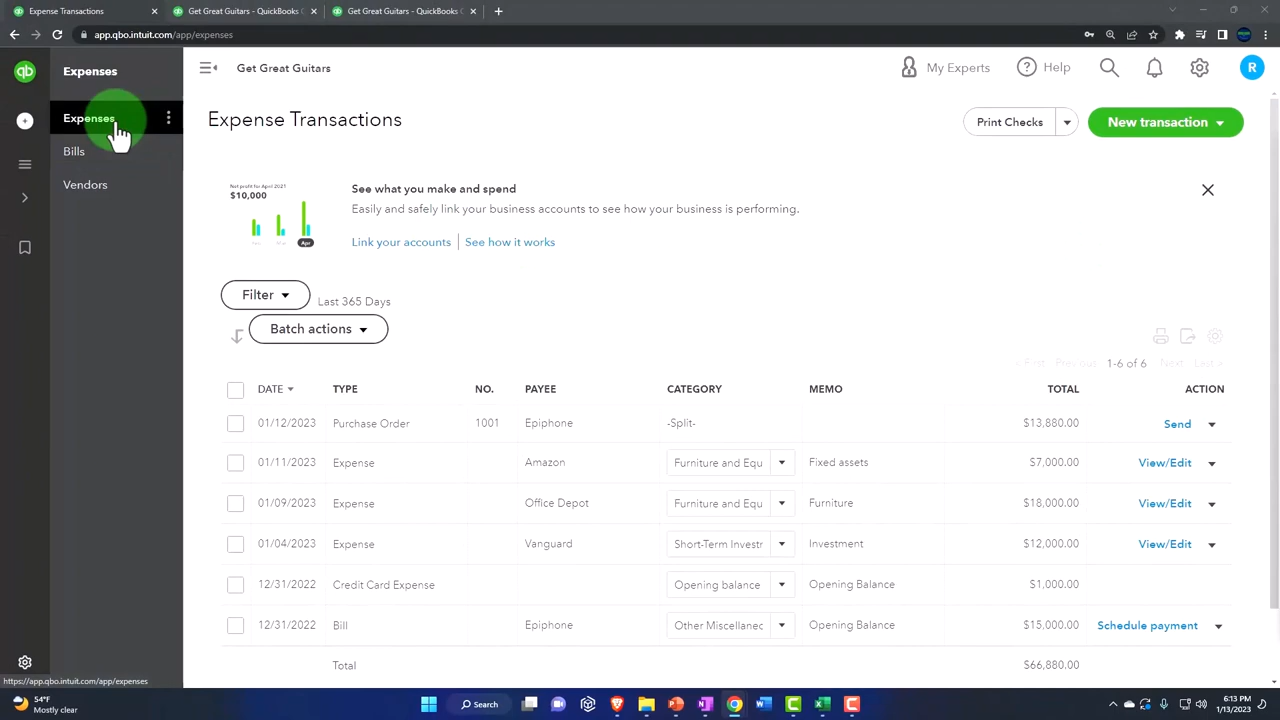 Expense Transactions
Get Great Guitars - QuickBooks C
Get Great Guitars - QuickBooks C
app.qbo.intuit.com/app/expenses
qb
Expenses
Get Great Guitars
My Experts
Help
R
Expenses
Bills
Vendors
Expense Transactions
Print Checks
New transaction
Net profit for April 2021
$10,000
Apr
See what you make and spend
Easily and safely link your business accounts to see how your business is performing.
Link your accounts
See how it works
Filter
Last 365 Days
Batch actions
< First Previous 1-6 of 6 Next Last >
DATE TYPE NO. PAYEE CATEGORY MEMO TOTAL ACTION
01/12/2023 Purchase Order 1001 Epiphone -Split- $13,880.00 Send
01/11/2023 Expense Amazon Furniture and Equ Fixed assets $7,000.00 View/Edit
01/09/2023 Expense Office Depot Furniture and Equ Furniture $18,000.00 View/Edit
01/04/2023 Expense Vanguard Short-Term Investr Investment $12,000.00 View/Edit
12/31/2022 Credit Card Expense Opening balance Opening Balance $1,000.00
12/31/2022 Bill Epiphone Other Miscellanec Opening Balance $15,000.00 Schedule payment
Total $66,880.00
https://app.qbo.intuit.com/app/expenses
54°F
Mostly clear
Search
6:13 PM
1/13/2023